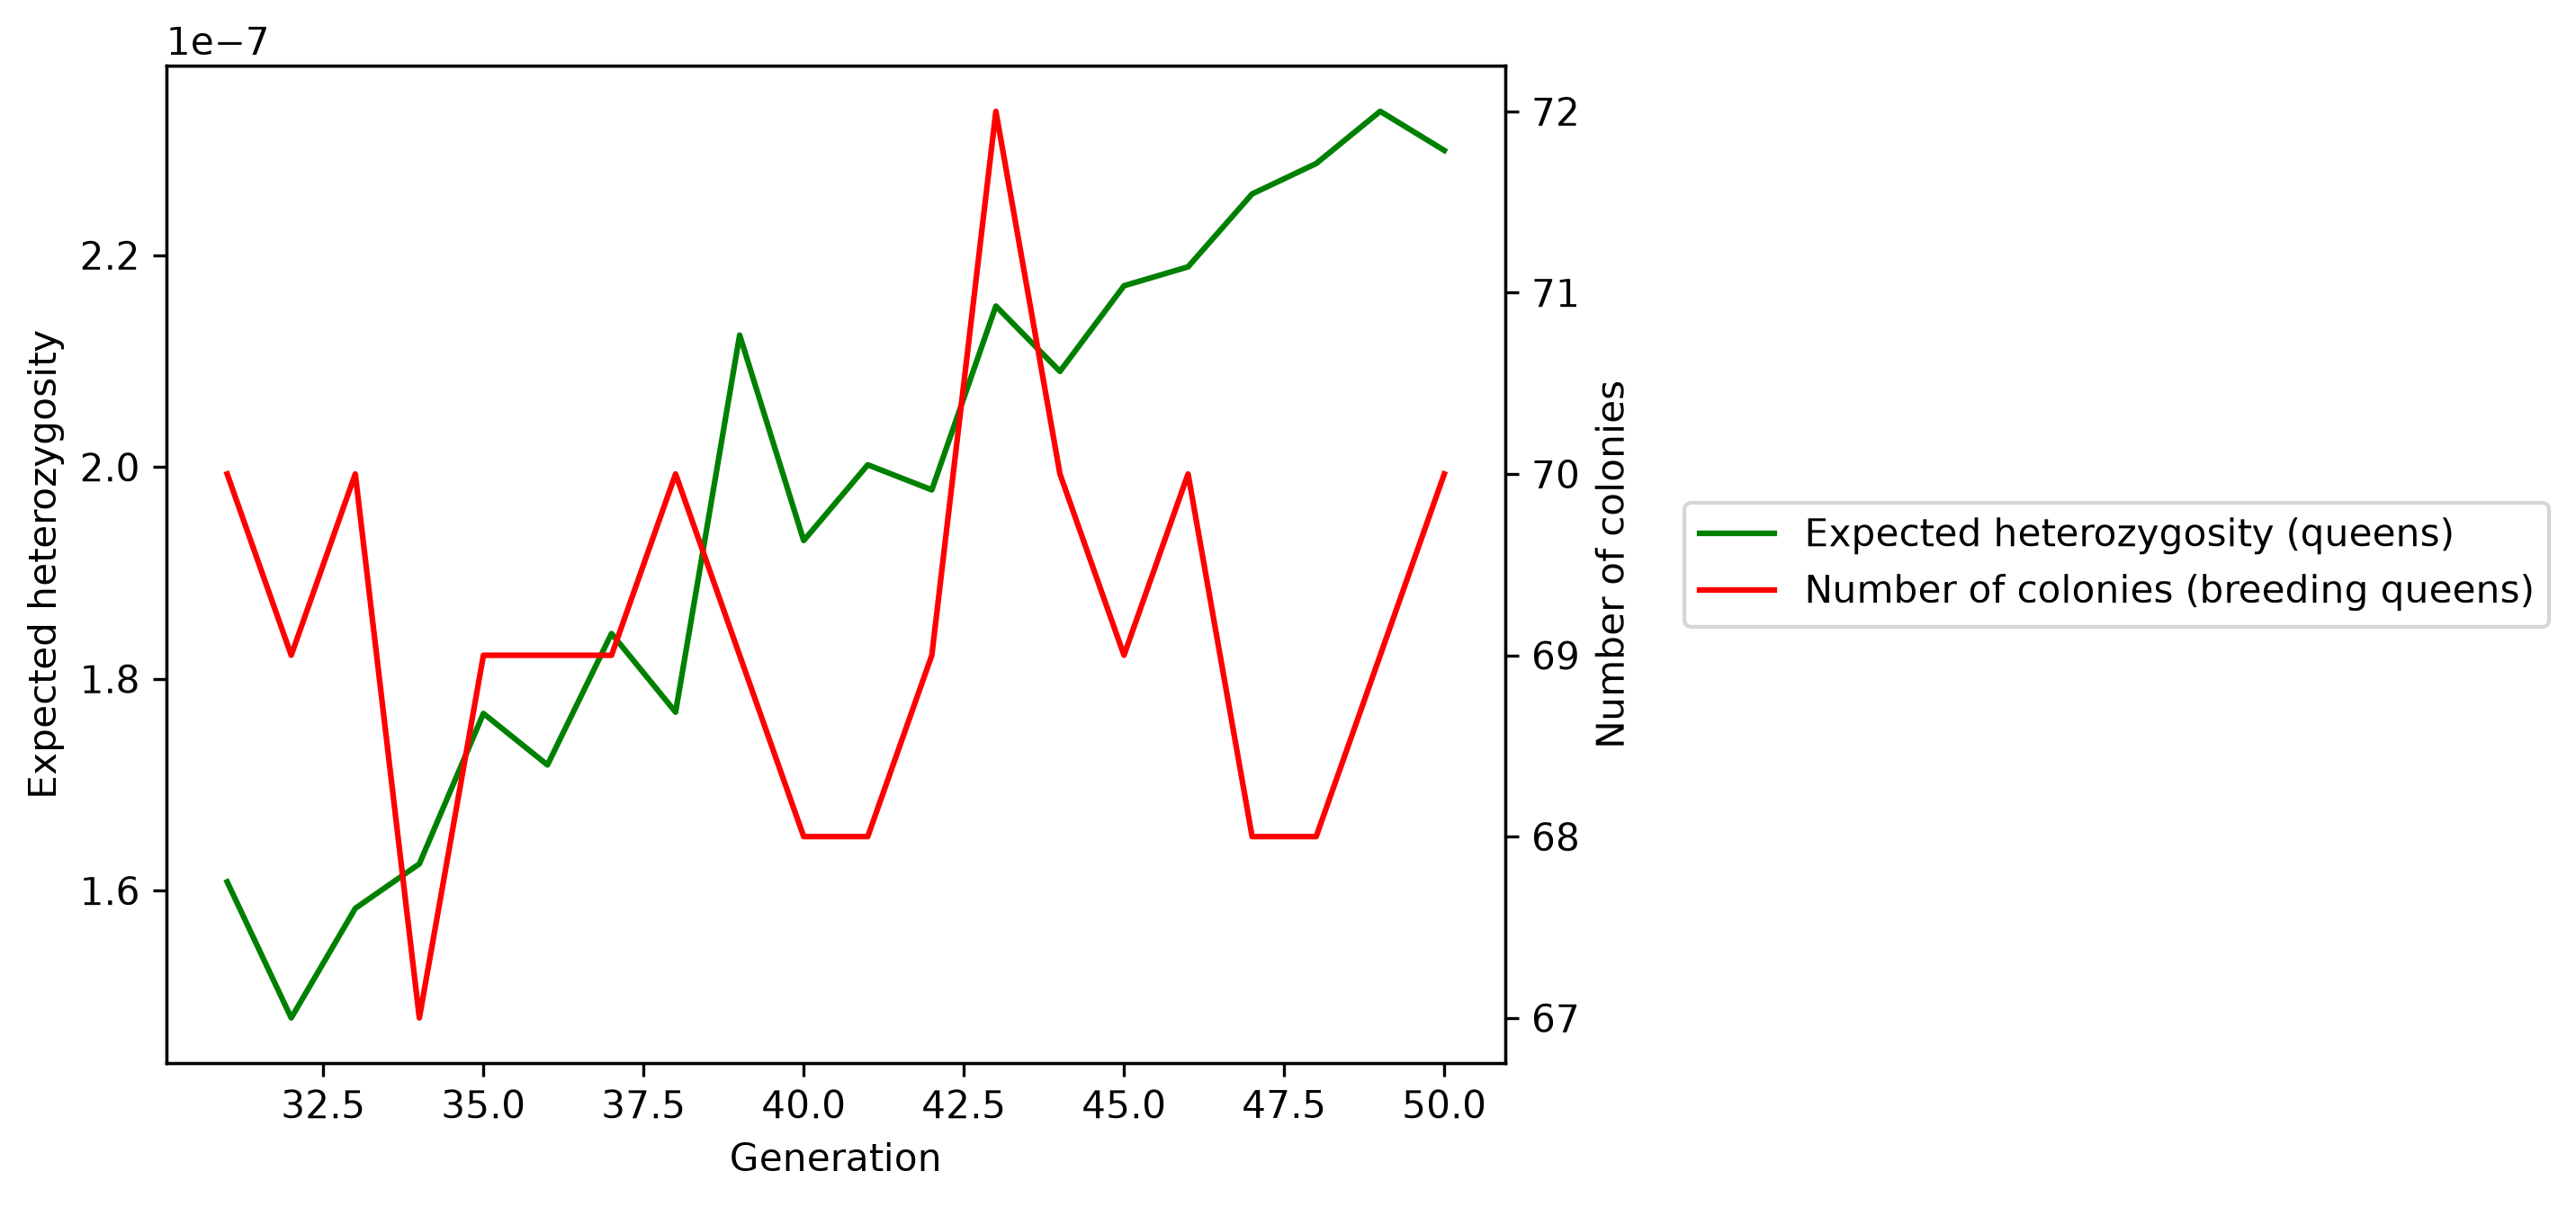 1e−7
Expected heterozygosity
2.2
2.0
1.8
1.6
72
71
70
69
68
67
Number of colonies
32.5 35.0 37.5 40.0 42.5 45.0 47.5 50.0
Generation
Expected heterozygosity (queens)
Number of colonies (breeding queens)